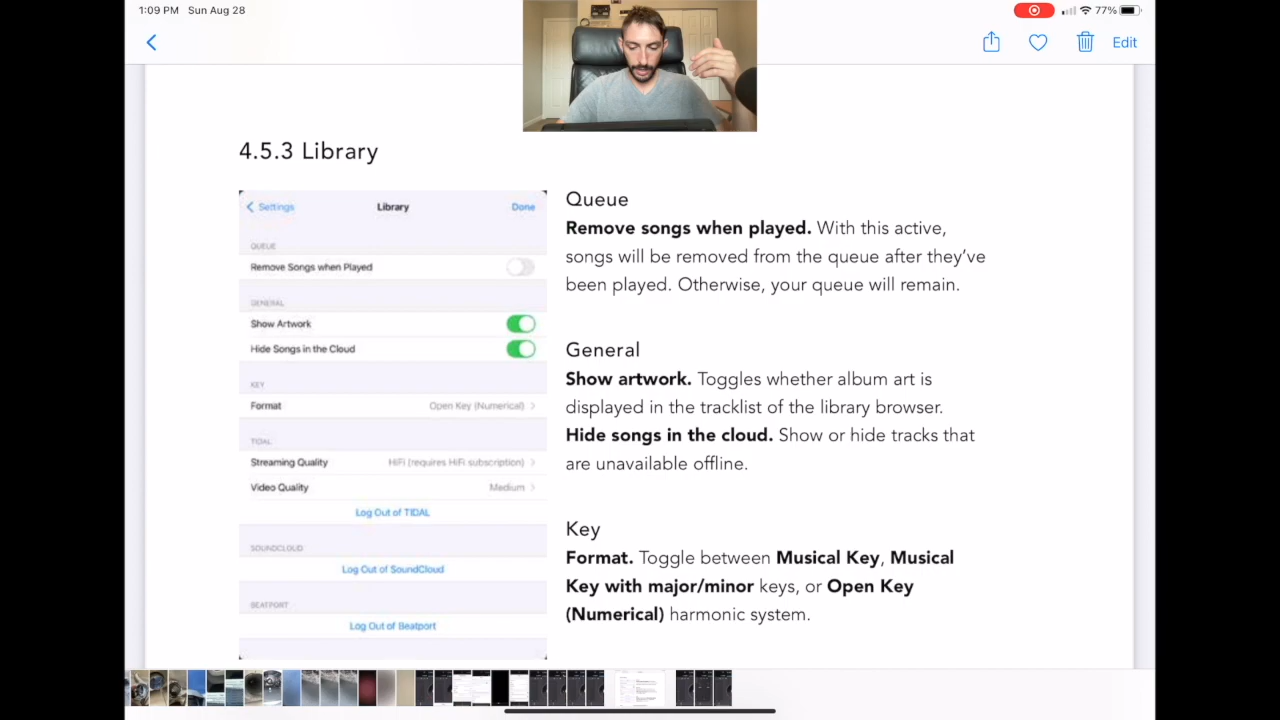 1:09 PM Sun Aug 28
77%
Edit
4.5.3 Library
Settings
Library
Done
QUEUE
Remove Songs when Played
GENERAL
Show Artwork
Hide Songs in the Cloud
KEY
Format
Open Key (Numerical)
TIDAL
Streaming Quality
HiFi (requires HiFi subscription)
Video Quality
Medium
Log Out of TIDAL
SOUNDCLOUD
Log Out of SoundCloud
BEATPORT
Log Out of Beatport
Queue
Remove songs when played. With this active,
songs will be removed from the queue after they've
been played. Otherwise, your queue will remain.
General
Show artwork. Toggles whether album art is
displayed in the tracklist of the library browser.
Hide songs in the cloud. Show or hide tracks that
are unavailable offline.
Key
Format. Toggle between Musical Key, Musical
Key with major/minor keys, or Open Key
(Numerical) harmonic system.